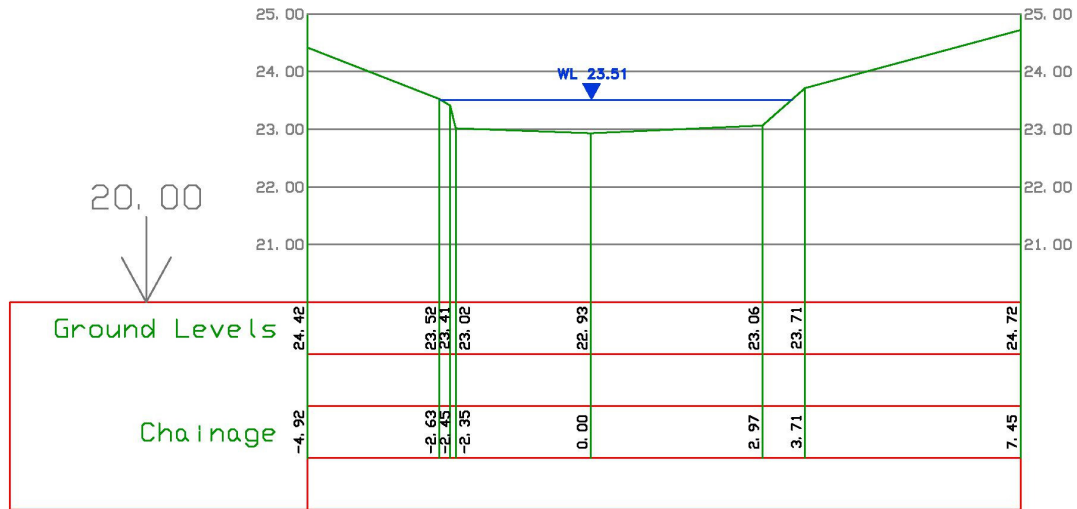 25.00 25.00
24.00 WL 23.51 24.00
23.00 23.00
22.00 22.00
20.00
21.00 21.00
Ground Levels 24.42 23.52 23.41 23.02 22.93 23.06 23.71 24.72
Chainage -4.92 -2.63 -2.45 -2.35 0.00 2.97 3.71 7.45